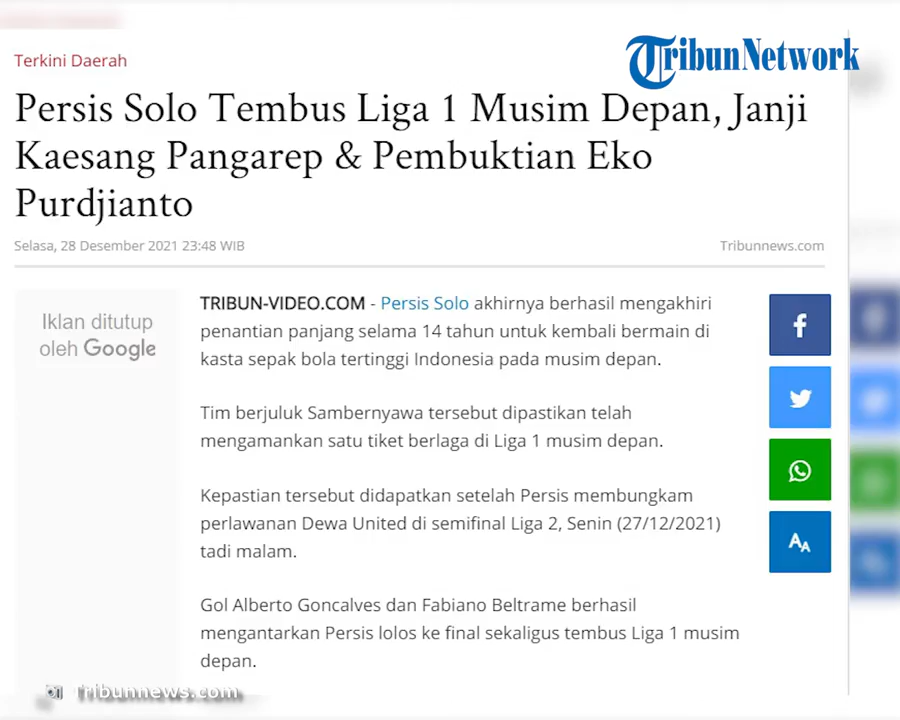 TribunNetwork
Terkini Daerah
Persis Solo Tembus Liga 1 Musim Depan, Janji
Kaesang Pangarep & Pembuktian Eko
Purdjianto
Selasa, 28 Desember 2021 23:48 WIB
Tribunnews.com
Iklan ditutup
oleh Google
TRIBUN-VIDEO.COM - Persis Solo akhirnya berhasil mengakhiri
penantian panjang selama 14 tahun untuk kembali bermain di
kasta sepak bola tertinggi Indonesia pada musim depan.
Tim berjuluk Sambernyawa tersebut dipastikan telah
mengamankan satu tiket berlaga di Liga 1 musim depan.
Kepastian tersebut didapatkan setelah Persis membungkam
perlawanan Dewa United di semifinal Liga 2, Senin (27/12/2021)
tadi malam.
Gol Alberto Goncalves dan Fabiano Beltrame berhasil
mengantarkan Persis lolos ke final sekaligus tembus Liga 1 musim
depan.
AA
Tribunnews.com